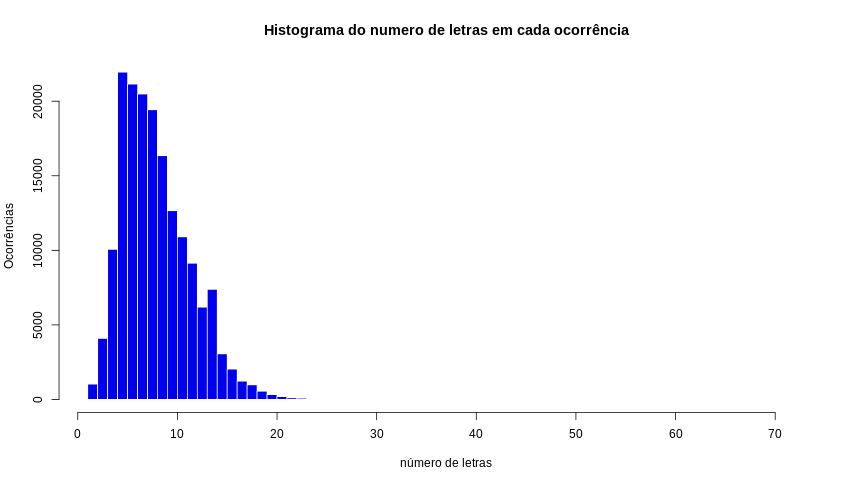 Histograma do numero de letras em cada ocorrência
Ocorrências
20000
15000
10000
5000
0
0 10 20 30 40 50 60 70
número de letras